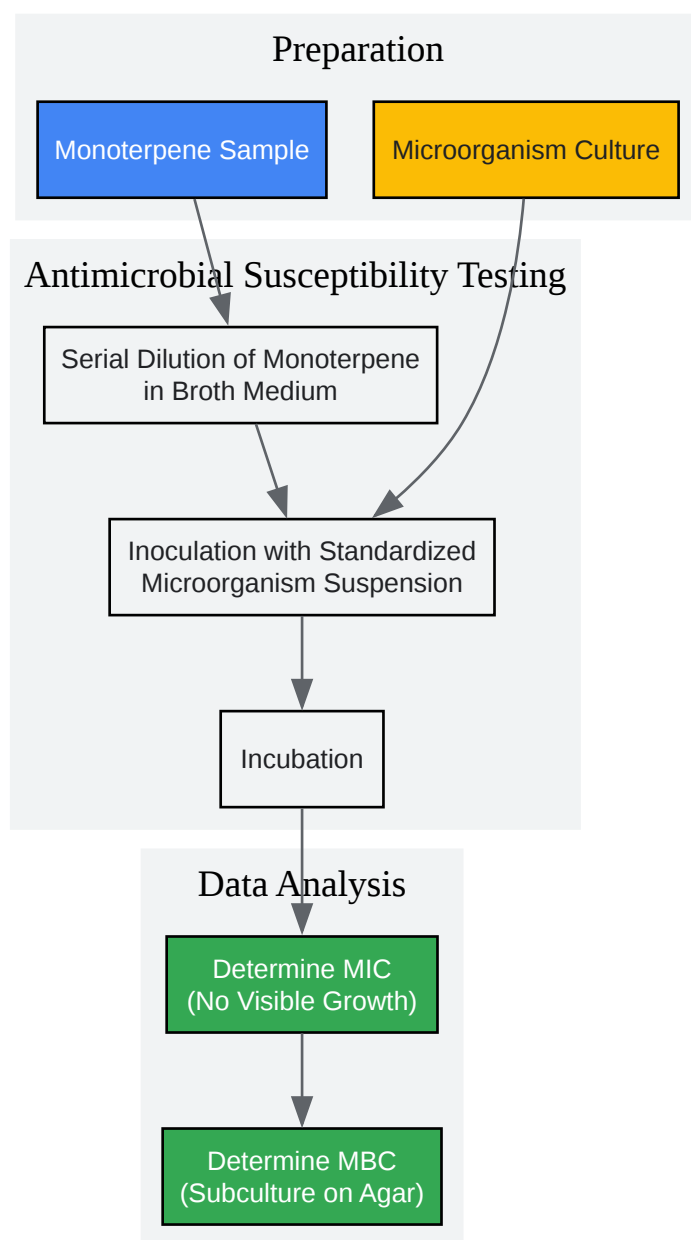 Preparation
Monoterpene Sample
Microorganism Culture
Antimicrobial Susceptibility Testing
Serial Dilution of Monoterpene
in Broth Medium
Inoculation with Standardized
Microorganism Suspension
Incubation
Data Analysis
Determine MIC
(No Visible Growth)
Determine MBC
(Subculture on Agar)